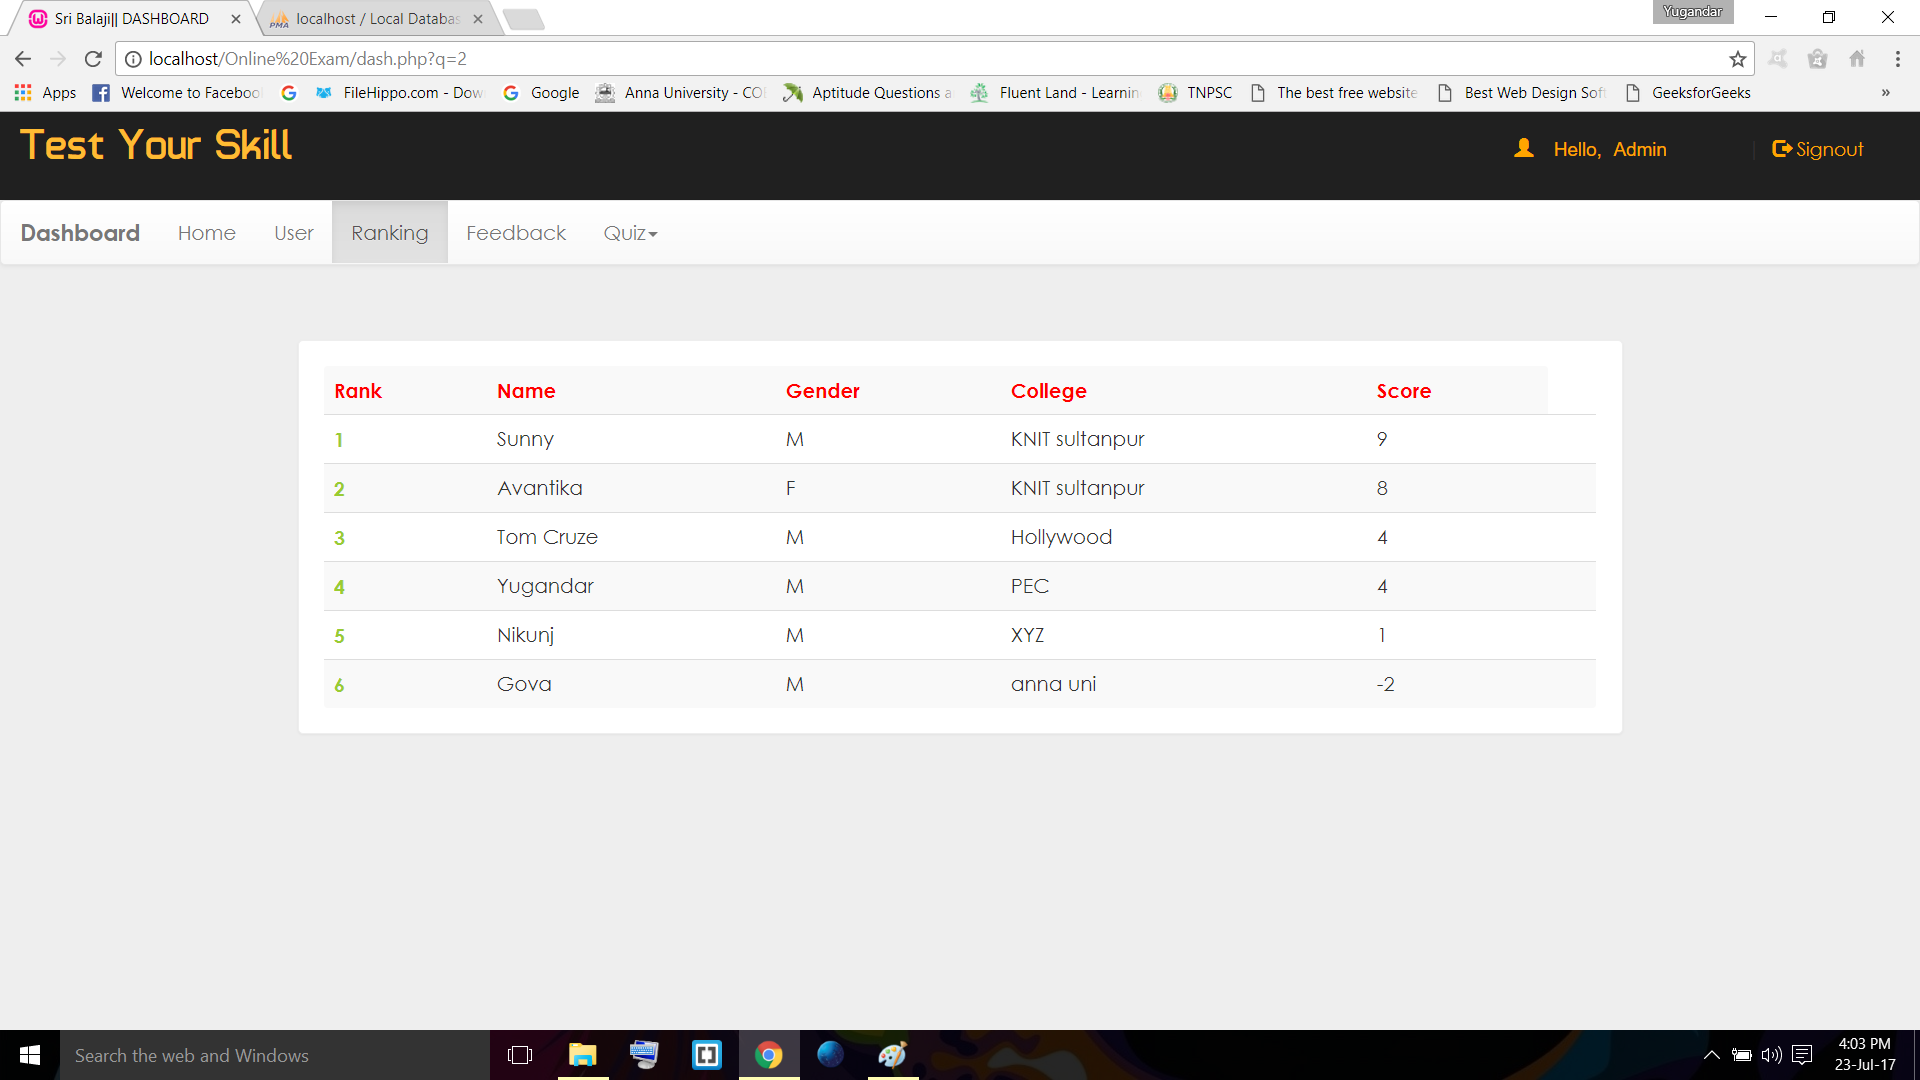 Sri Balaji|| DASHBOARD
localhost / Local Databas
Yugandar
localhost/Online%20Exam/dash.php?q=2
Apps Welcome to Faceboo FileHippo.com - Dow Google Anna University - CO Aptitude Questions a Fluent Land - Learnin TNPSC The best free website Best Web Design Sof GeeksforGeeks »
Test Your Skill
Hello, Admin
Signout
Dashboard Home User Ranking Feedback Quiz
Rank Name Gender College Score
1 Sunny M KNIT sultanpur 9
2 Avantika F KNIT sultanpur 8
3 Tom Cruze M Hollywood 4
4 Yugandar M PEC 4
5 Nikunj M XYZ 1
6 Gova M anna uni -2
Search the web and Windows
4:03 PM
23-Jul-17